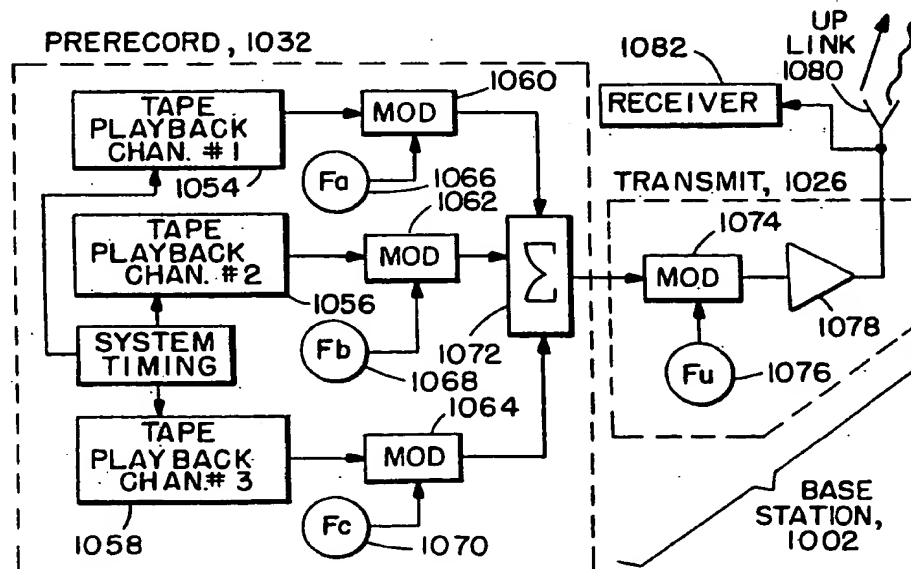 PRERECORD, 1032
TAPE
PLAYBACK
CHAN. # 1
1054
MOD
1060
Fa
1066
TAPE
PLAYBACK
CHAN. #2
1056
MOD
1062
Fb
1068
SYSTEM
TIMING
TAPE
PLAYBACK
CHAN.# 3
1058
MOD
1064
Fc
1070
Σ
1072
1082
RECEIVER
UP
LINK
1080
TRANSMIT, 1026
1074
MOD
1078
Fu
1076
BASE
STATION,
1002